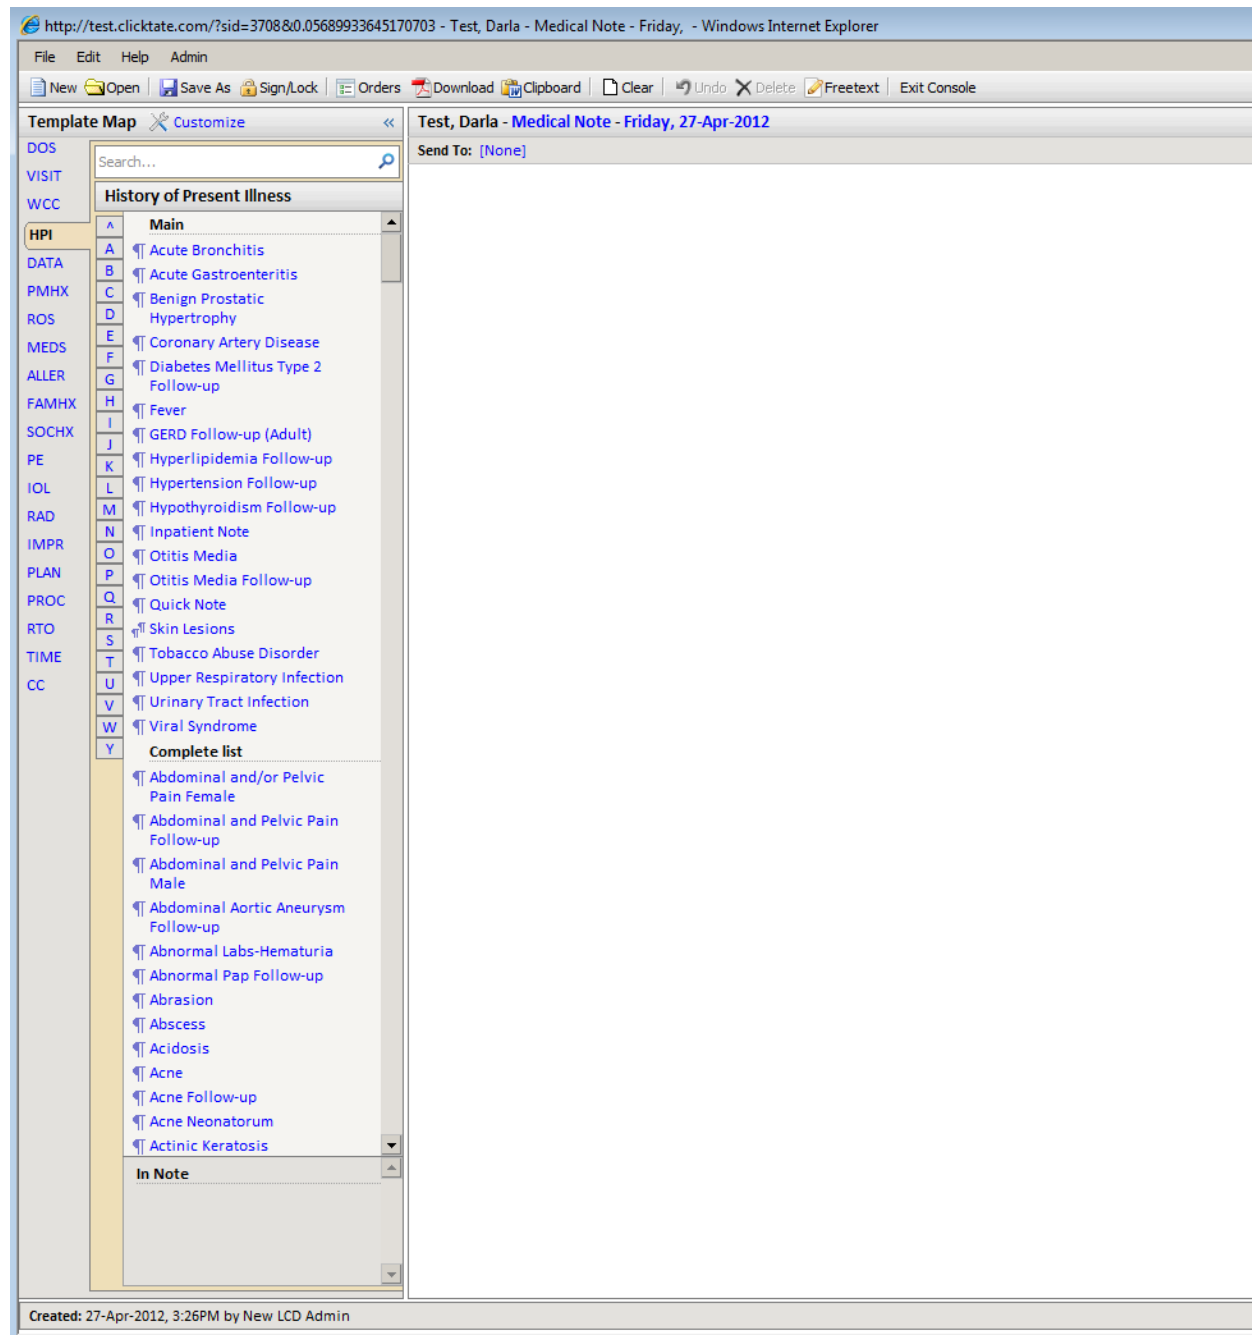 http://test.clicktate.com/?sid=3708&0.05689933645170703 - Test, Darla - Medical Note - Friday, - Windows Internet Explorer
File Edit Help Admin
New Open Save As Sign/Lock Orders Download Clipboard Clear Undo Delete Freetext Exit Console
Template Map Customize «
Test, Darla - Medical Note - Friday, 27-Apr-2012
Send To: [None]
DOS
VISIT
WCC
HPI
DATA
PMHX
ROS
MEDS
ALLER
FAMHX
SOCHX
PE
IOL
RAD
IMPR
PLAN
PROC
RTO
TIME
CC
Search...
History of Present Illness
^
A
B
C
D
E
F
G
H
I
J
K
L
M
N
O
P
Q
R
S
T
U
V
W
Y
Main
¶ Acute Bronchitis
¶ Acute Gastroenteritis
¶ Benign Prostatic
Hypertrophy
¶ Coronary Artery Disease
¶ Diabetes Mellitus Type 2
Follow-up
¶ Fever
¶ GERD Follow-up (Adult)
¶ Hyperlipidemia Follow-up
¶ Hypertension Follow-up
¶ Hypothyroidism Follow-up
¶ Inpatient Note
¶ Otitis Media
¶ Otitis Media Follow-up
¶ Quick Note
¶¶ Skin Lesions
¶ Tobacco Abuse Disorder
¶ Upper Respiratory Infection
¶ Urinary Tract Infection
¶ Viral Syndrome
Complete list
¶ Abdominal and/or Pelvic
Pain Female
¶ Abdominal and Pelvic Pain
Follow-up
¶ Abdominal and Pelvic Pain
Male
¶ Abdominal Aortic Aneurysm
Follow-up
¶ Abnormal Labs-Hematuria
¶ Abnormal Pap Follow-up
¶ Abrasion
¶ Abscess
¶ Acidosis
¶ Acne
¶ Acne Follow-up
¶ Acne Neonatorum
¶ Actinic Keratosis
In Note
Created: 27-Apr-2012, 3:26PM by New LCD Admin